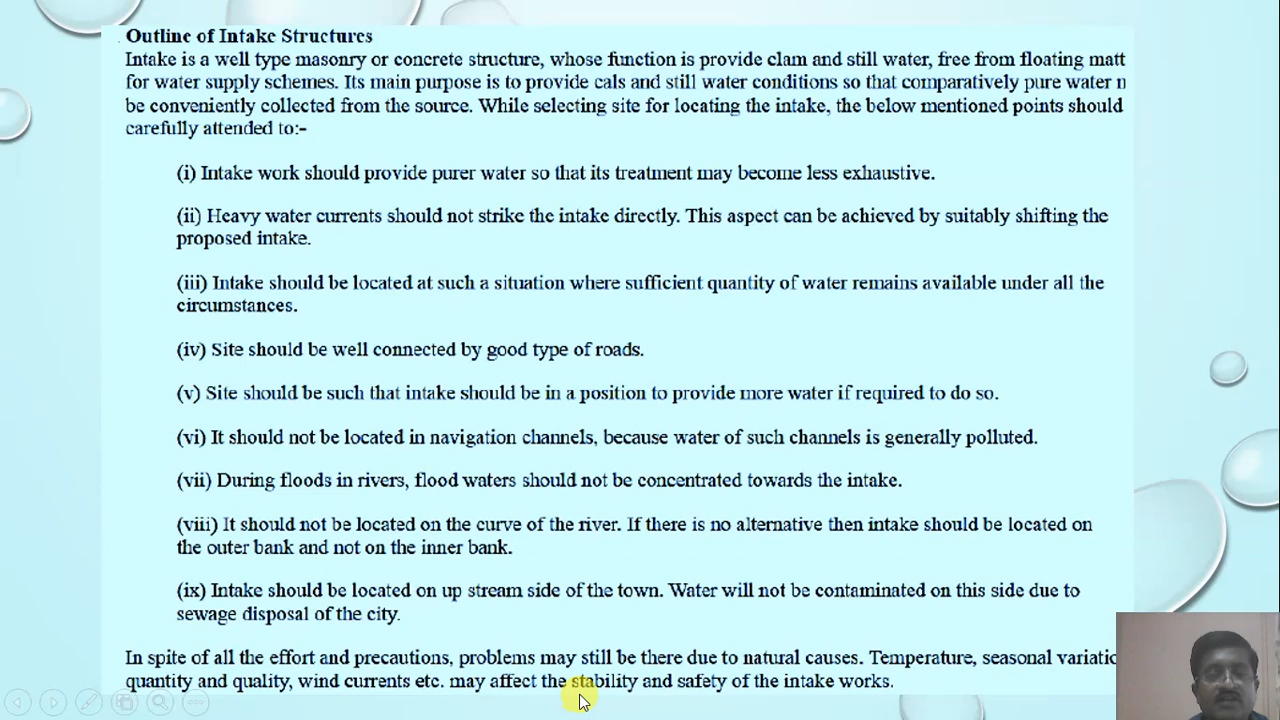 Outline of Intake Structures
Intake is a well type masonry or concrete structure, whose function is provide clam and still water, free from floating matt
for water supply schemes. Its main purpose is to provide cals and still water conditions so that comparatively pure water
be conveniently collected from the source. While selecting site for locating the intake, the below mentioned points should
carefully attended to:-
(i) Intake work should provide purer water so that its treatment may become less exhaustive.
(ii) Heavy water currents should not strike the intake directly. This aspect can be achieved by suitably shifting the
proposed intake.
(iii) Intake should be located at such a situation where sufficient quantity of water remains available under all the
circumstances.
(iv) Site should be well connected by good type of roads.
(v) Site should be such that intake should be in a position to provide more water if required to do so.
(vi) It should not be located in navigation channels, because water of such channels is generally polluted.
(vii) During floods in rivers, flood waters should not be concentrated towards the intake.
(viii) It should not be located on the curve of the river. If there is no alternative then intake should be located on
the outer bank and not on the inner bank.
(ix) Intake should be located on up stream side of the town. Water will not be contaminated on this side due to
sewage disposal of the city.
In spite of all the effort and precautions, problems may still be there due to natural causes. Temperature, seasonal variatio
quantity and quality, wind currents etc. may affect the stability and safety of the intake works.